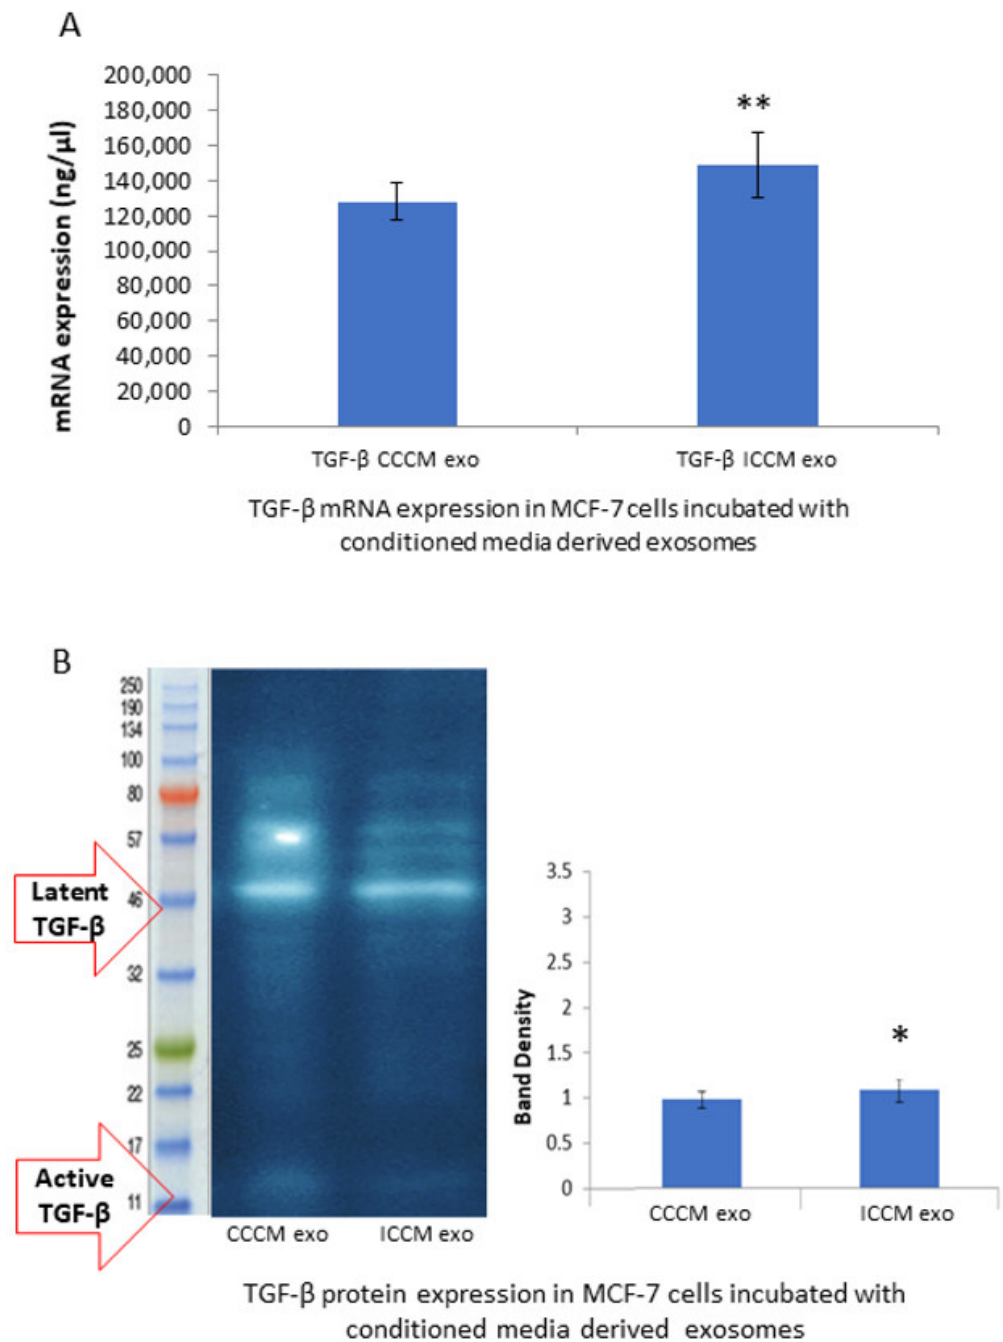 A
200,000
180,000
160,000
140,000
120,000
100,000
80,000
60,000
40,000
20,000
0
mRNA expression (ng/µl)
**
TGF-β CCCM exo
TGF-β ICCM exo
TGF-β mRNA expression in MCF-7 cells incubated with
conditioned media derived exosomes
B
250
190
134
100
80
57
46
32
25
22
17
11
Latent
TGF-β
Active
TGF-β
CCCM exo
ICCM exo
3.5
3
2.5
2
1.5
1
0.5
0
Band Density
*
CCCM exo
ICCM exo
TGF-β protein expression in MCF-7 cells incubated with
conditioned media derived exosomes